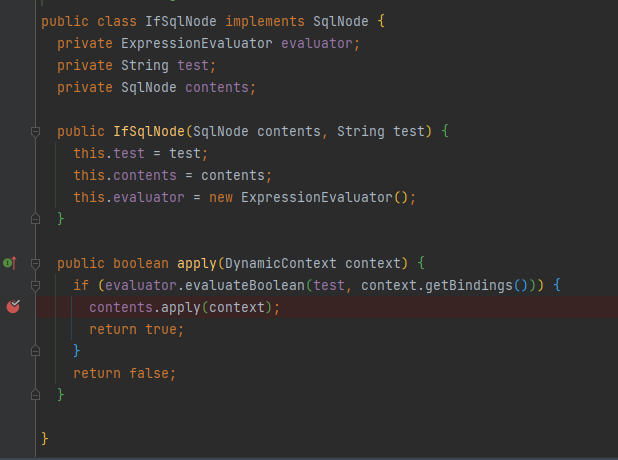 public class IfSqlNode implements SqlNode {
  private ExpressionEvaluator evaluator;
  private String test;
  private SqlNode contents;

  public IfSqlNode(SqlNode contents, String test) {
    this.test = test;
    this.contents = contents;
    this.evaluator = new ExpressionEvaluator();
  }

  public boolean apply(DynamicContext context) {
    if (evaluator.evaluateBoolean(test, context.getBindings())) {
      contents.apply(context);
      return true;
    }
    return false;
  }

}